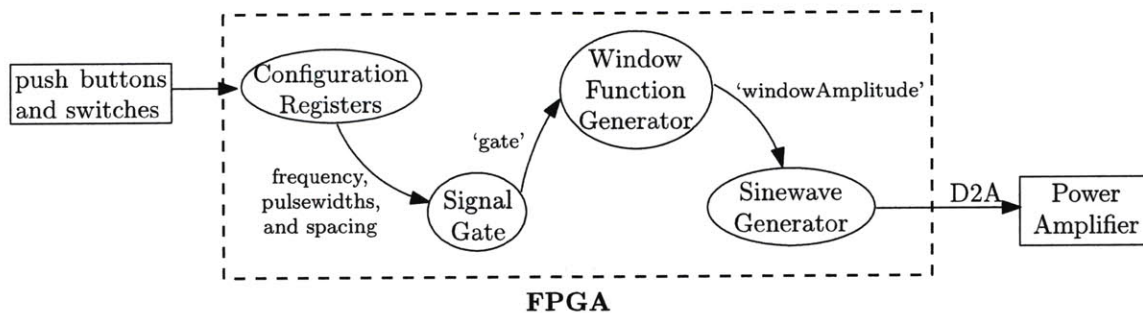 push buttons
and switches
Configuration
Registers
frequency,
pulsewidths,
and spacing
Signal
Gate
‘gate’
Window
Function
Generator
‘windowAmplitude’
Sinewave
Generator
D2A
Power
Amplifier
FPGA